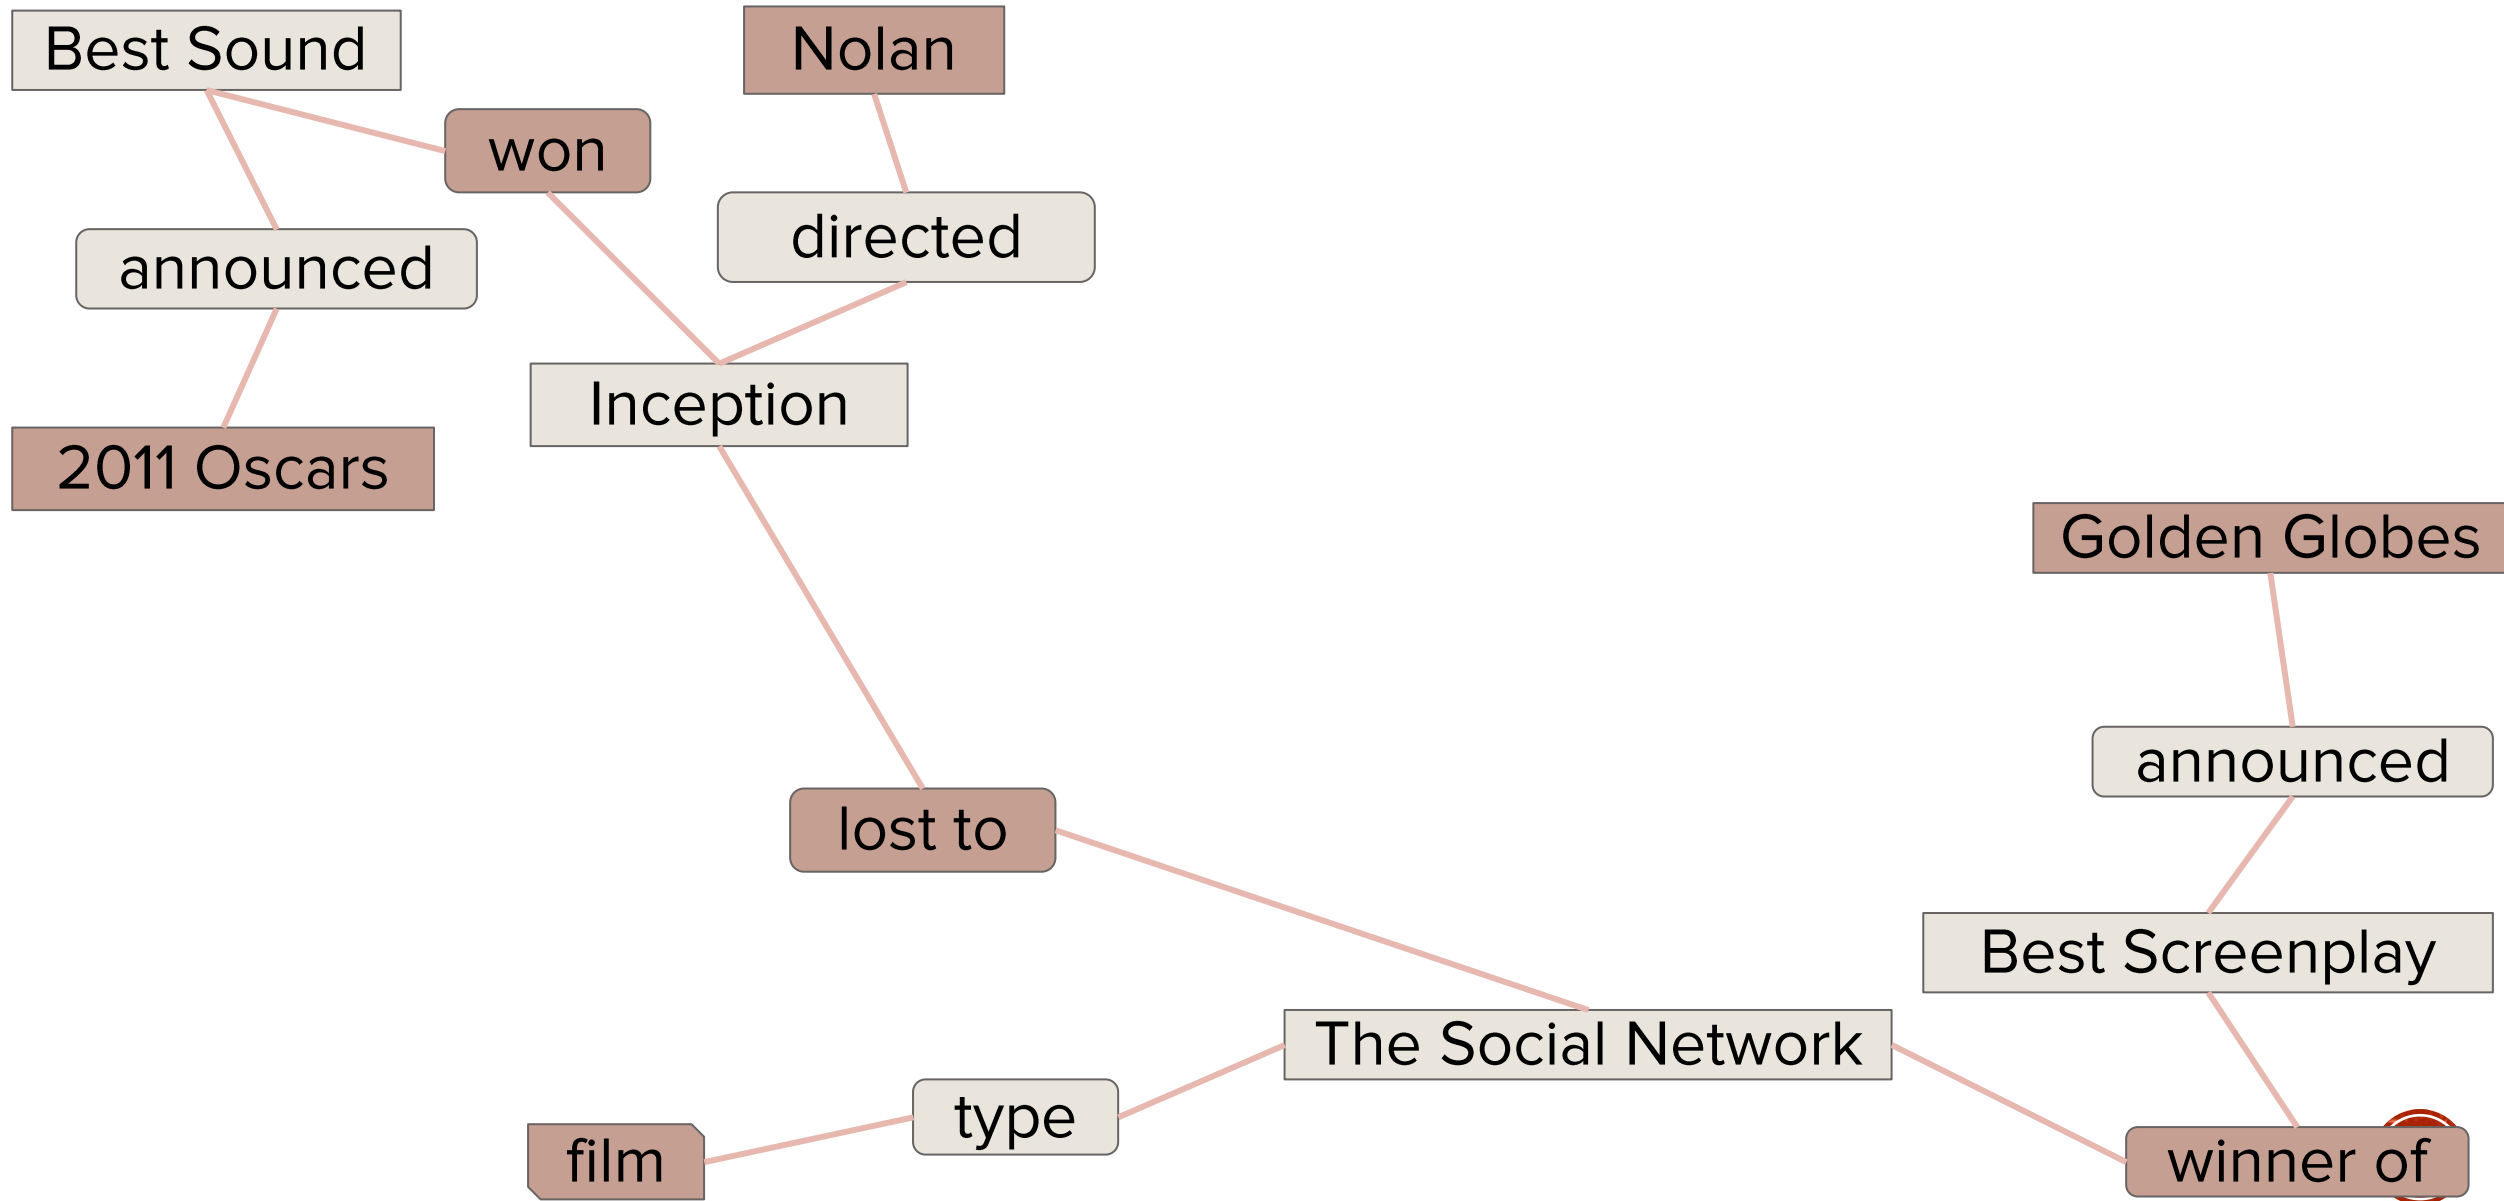 Best Sound
Nolan
won
directed
announced
Inception
2011 Oscars
Golden Globes
announced
lost to
Best Screenplay
The Social Network
type
film
winner of